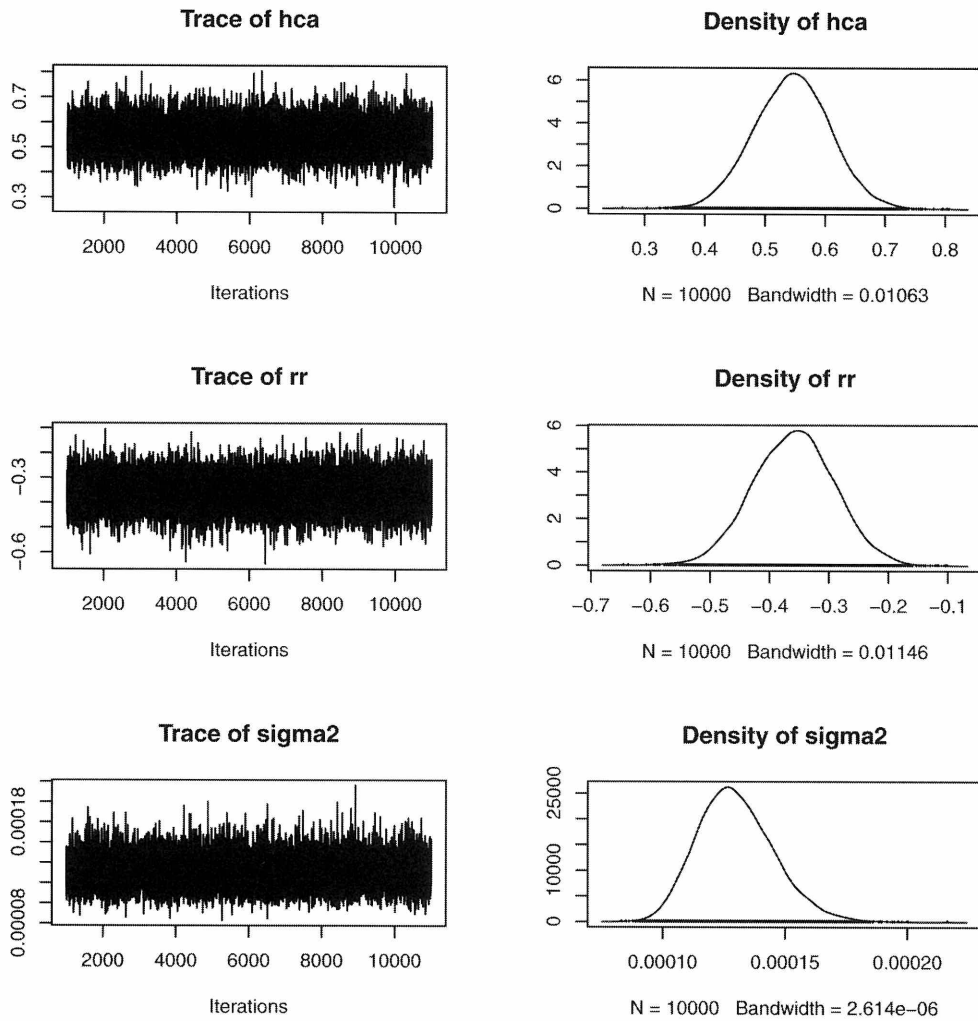 Trace of hca
0.7
0.5
0.3
2000 4000 6000 8000 10000
Iterations
Density of hca
6
4
2
0
0.3 0.4 0.5 0.6 0.7 0.8
N = 10000 Bandwidth = 0.01063
Trace of rr
−0.3
−0.6
2000 4000 6000 8000 10000
Iterations
Density of rr
6
4
2
0
−0.7 −0.6 −0.5 −0.4 −0.3 −0.2 −0.1
N = 10000 Bandwidth = 0.01146
Trace of sigma2
0.00018
0.00008
2000 4000 6000 8000 10000
Iterations
Density of sigma2
25000
10000
0
0.00010 0.00015 0.00020
N = 10000 Bandwidth = 2.614e−06